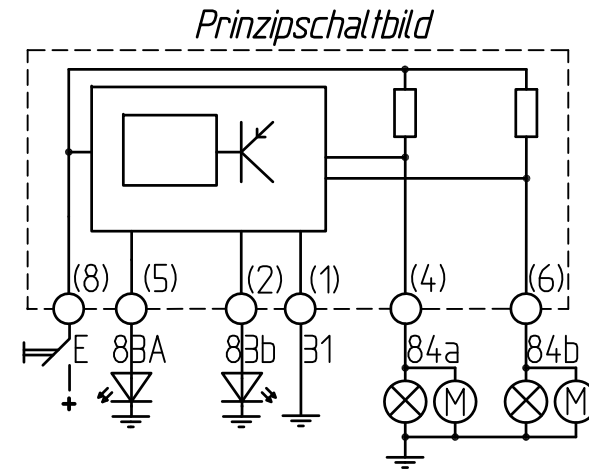 Prinzipschaltbild
(8) (5) (2) (1) (4) (6)
E 83A 83b 31 84a 84b
+
M M